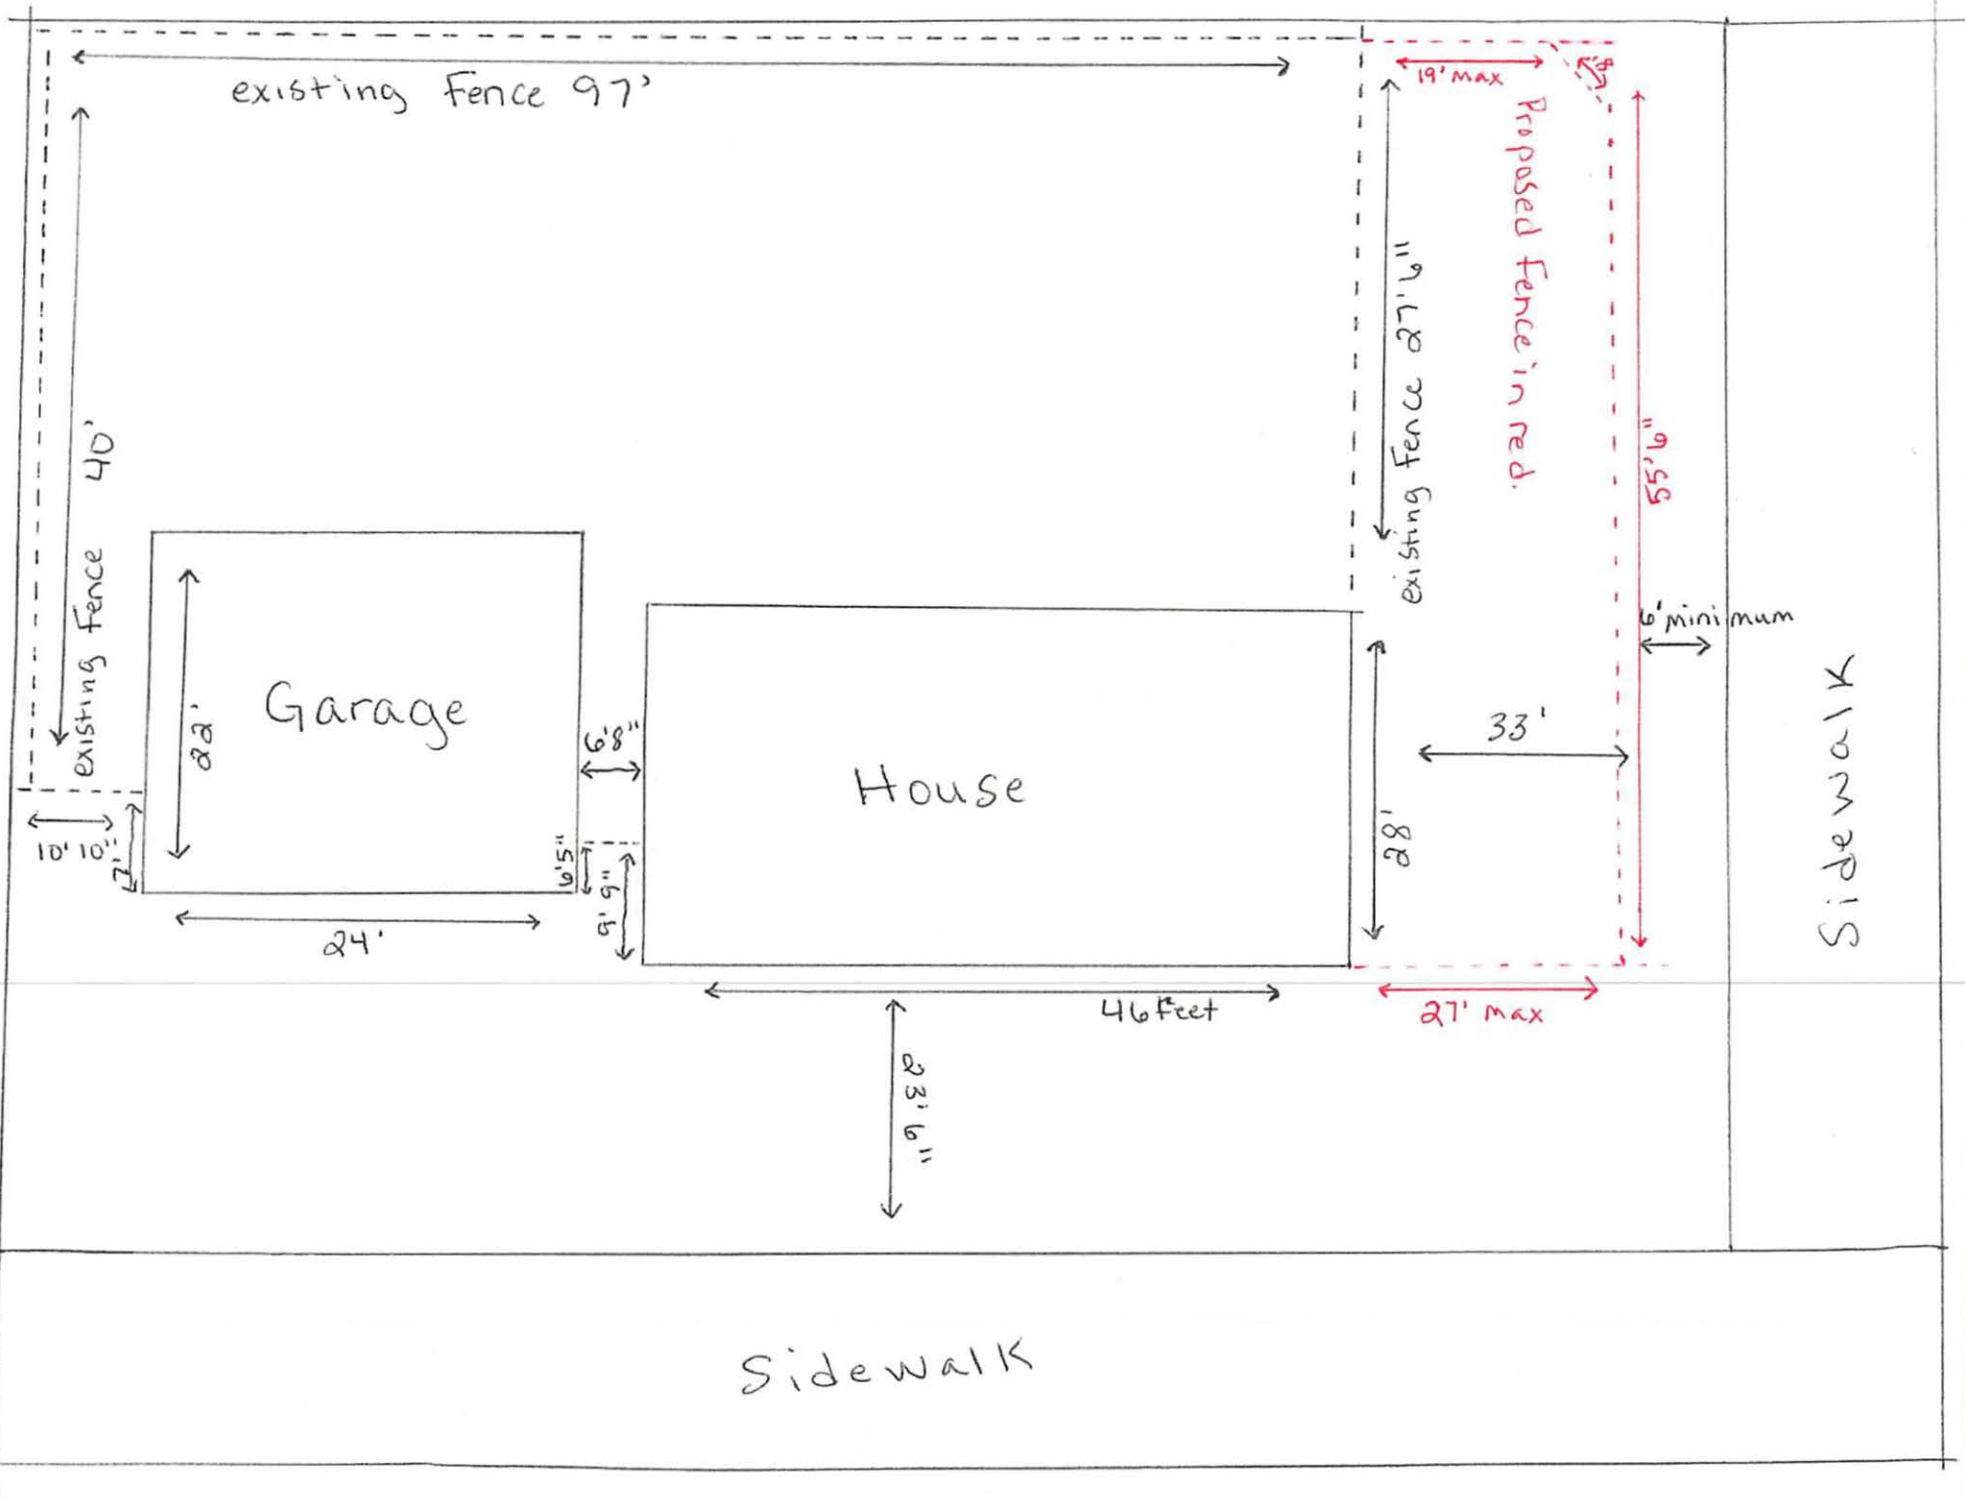 existing Fence 97'
19' max
8'
Proposed Fence in red.
existing Fence 27'6"
55'6"
existing Fence 40'
6' minimum
Garage
22'
6'8"
House
33'
28'
Sidewalk
10' 10"
7'
6'5"
9'9"
24'
46 Feet
27' max
23' 6"
Sidewalk